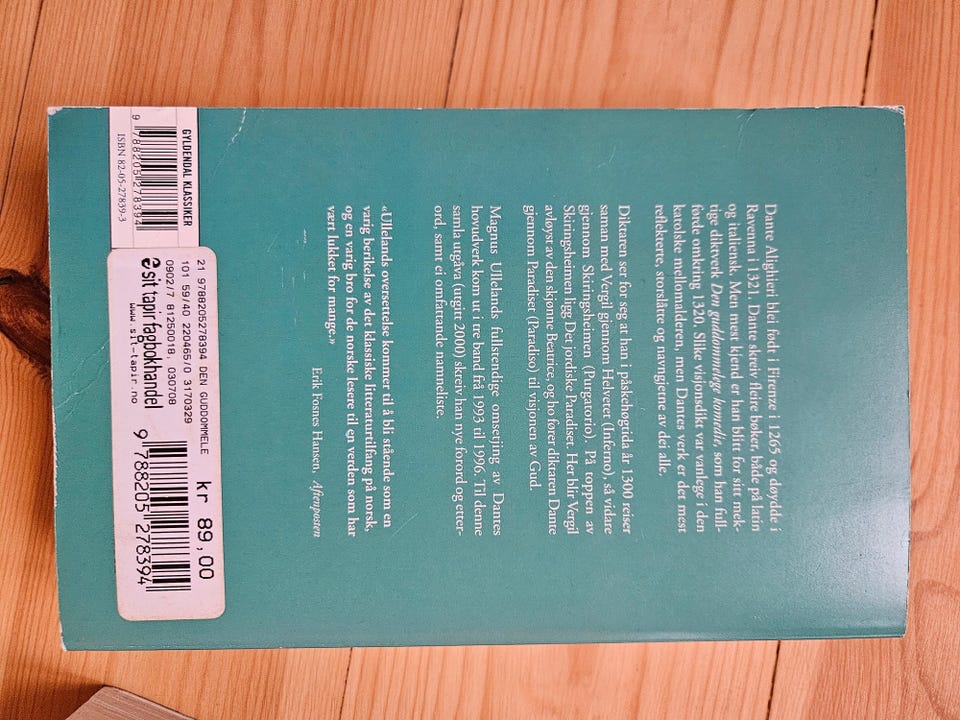 Dante Alighieri blei født i Firenze i 1265 og døydde i
Ravenna i 1321. Dante skreiv fleire bøker, både på latin
og italiensk. Men mest kjend er han blitt for sitt mek-
tige diktverk Den guddommelege komedie, som han full-
førde omkring 1320. Slike visjonsdikt var vanlege i den
katolske mellomalderen, men Dantes verk er det mest
reflekterte, storslåtte og navngjetne av dei alle.
Diktaren ser for seg at han i påskehøgtida år 1300 reiser
saman med Vergil gjennom Helvetet (Inferno), så vidare
gjennom Skiringsheimen (Purgatorio). På toppen av
Skiringsheimen ligg Det jordiske Paradiset. Her blir Vergil
avløyst av den skjønne Beatrice, og ho fører diktaren Dante
gjennom Paradiset (Paradiso) til visjonen av Gud.
Magnus Ullelands fullstendige omsetjing av Dantes
hovudverk kom ut i tre band frå 1993 til 1996. Til denne
samla utgåva (utgitt 2000) skreiv han nye forord og etter-
ord, samt ei omfattande namneliste.
«Ullelands oversettelse kommer til å bli stående som en
varig berikelse av det klassiske litteraturtilfang på norsk,
og en varig bro for de norske lesere til en verden som har
vært lukket for mange.»
Erik Fosnes Hansen, Aftenposten
GYLDENDAL KLASSIKER
9 788205 278394
ISBN 82-05-27839-3
21 9788205278394 DEN GUDDOMMELE
101 59/40 220465/0 3170329
0902/7 81250018, 030708
kr 89,00
sit tapir fagbokhandel
www.sit-tapir.no
9 788205 278394